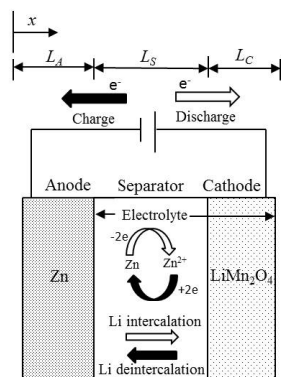 x
L_A L_S L_C
e⁻ e⁻
Charge Discharge
Anode Separator Cathode
Electrolyte
-2e
Zn Zn Zn²⁺ LiMn₂O₄
+2e
Li intercalation
Li deintercalation